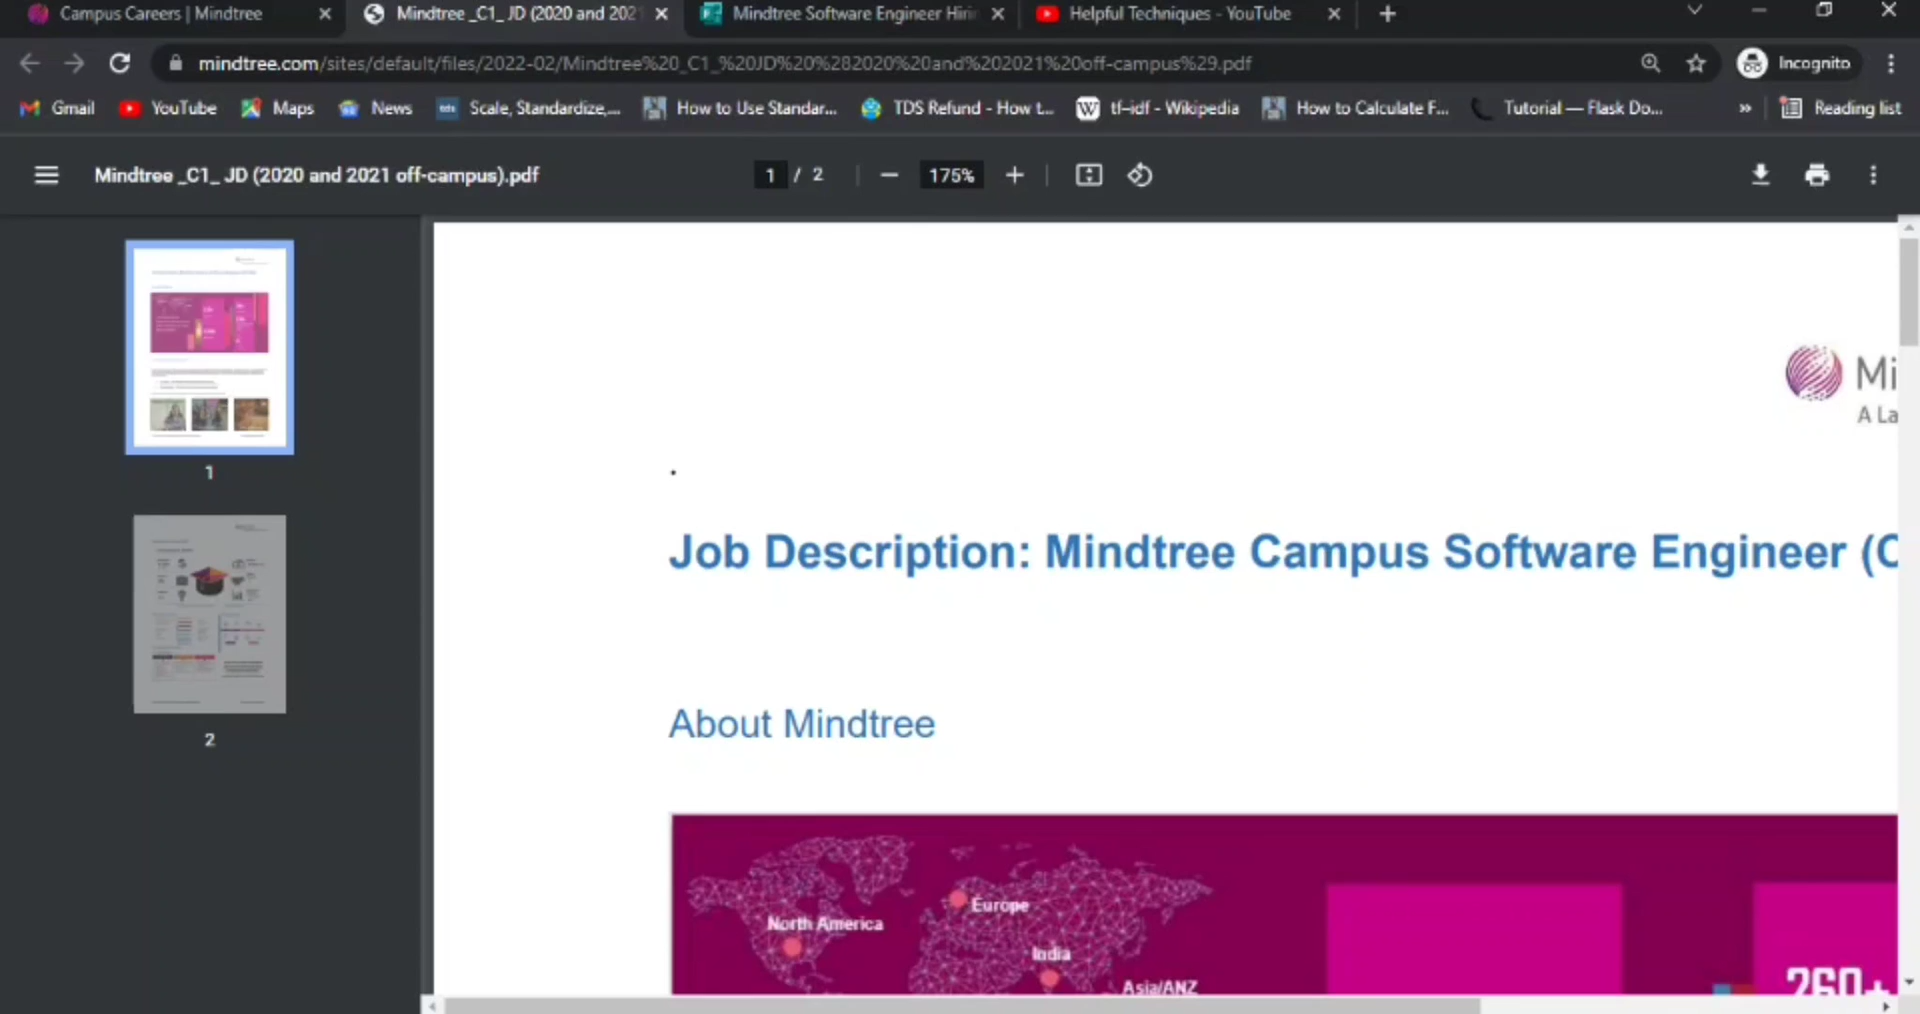 Campus Careers | Mindtree
Mindtree _C1_ JD (2020 and 2021
Mindtree Software Engineer Hirin
Helpful Techniques - YouTube
mindtree.com/sites/default/files/2022-02/Mindtree%20_C1_%20JD%20%282020%20and%202021%20off-campus%29.pdf
Incognito
Gmail
YouTube
Maps
News
Scale, Standardize,...
How to Use Standar...
TDS Refund - How t...
tf–idf - Wikipedia
How to Calculate F...
Tutorial — Flask Do...
»
Reading list
Mindtree _C1_ JD (2020 and 2021 off-campus).pdf
1 / 2
175%
1
2
Mi
A La
.
Job Description: Mindtree Campus Software Engineer (C
About Mindtree
North America
Europe
India
Asia/ANZ
260+